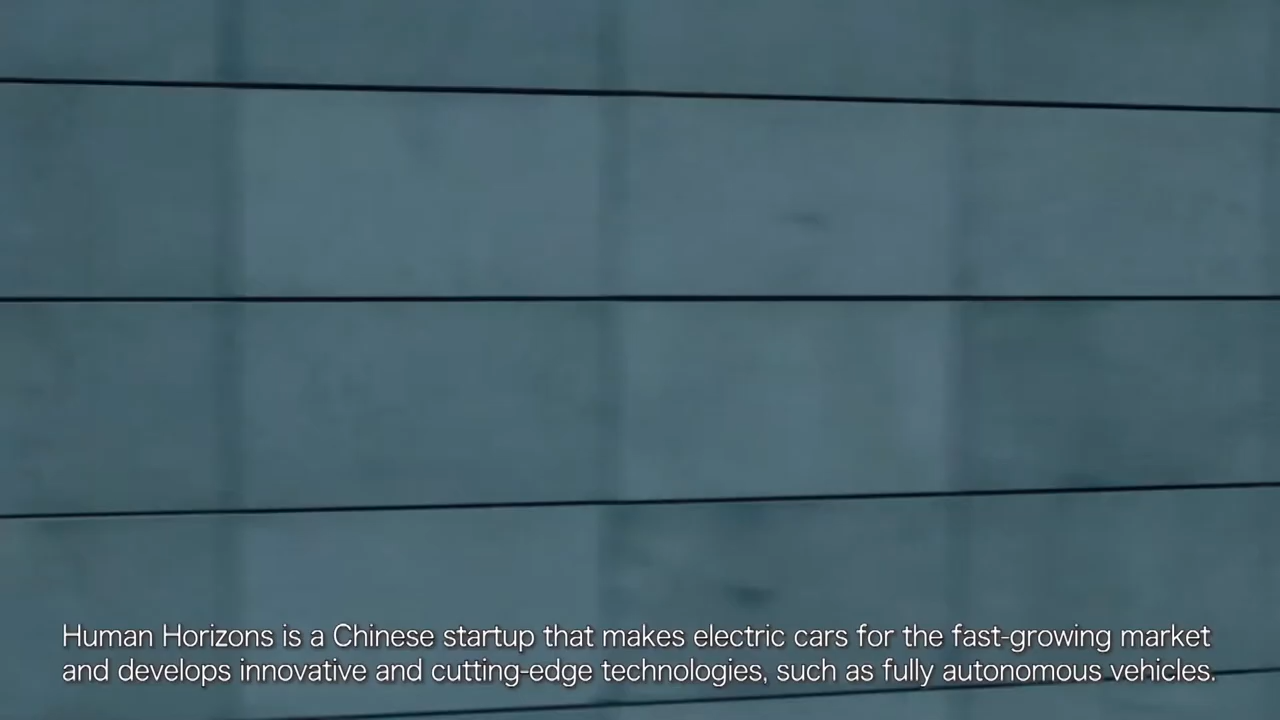 Human Horizons is a Chinese startup that makes electric cars for the fast-growing market
and develops innovative and cutting-edge technologies, such as fully autonomous vehicles.